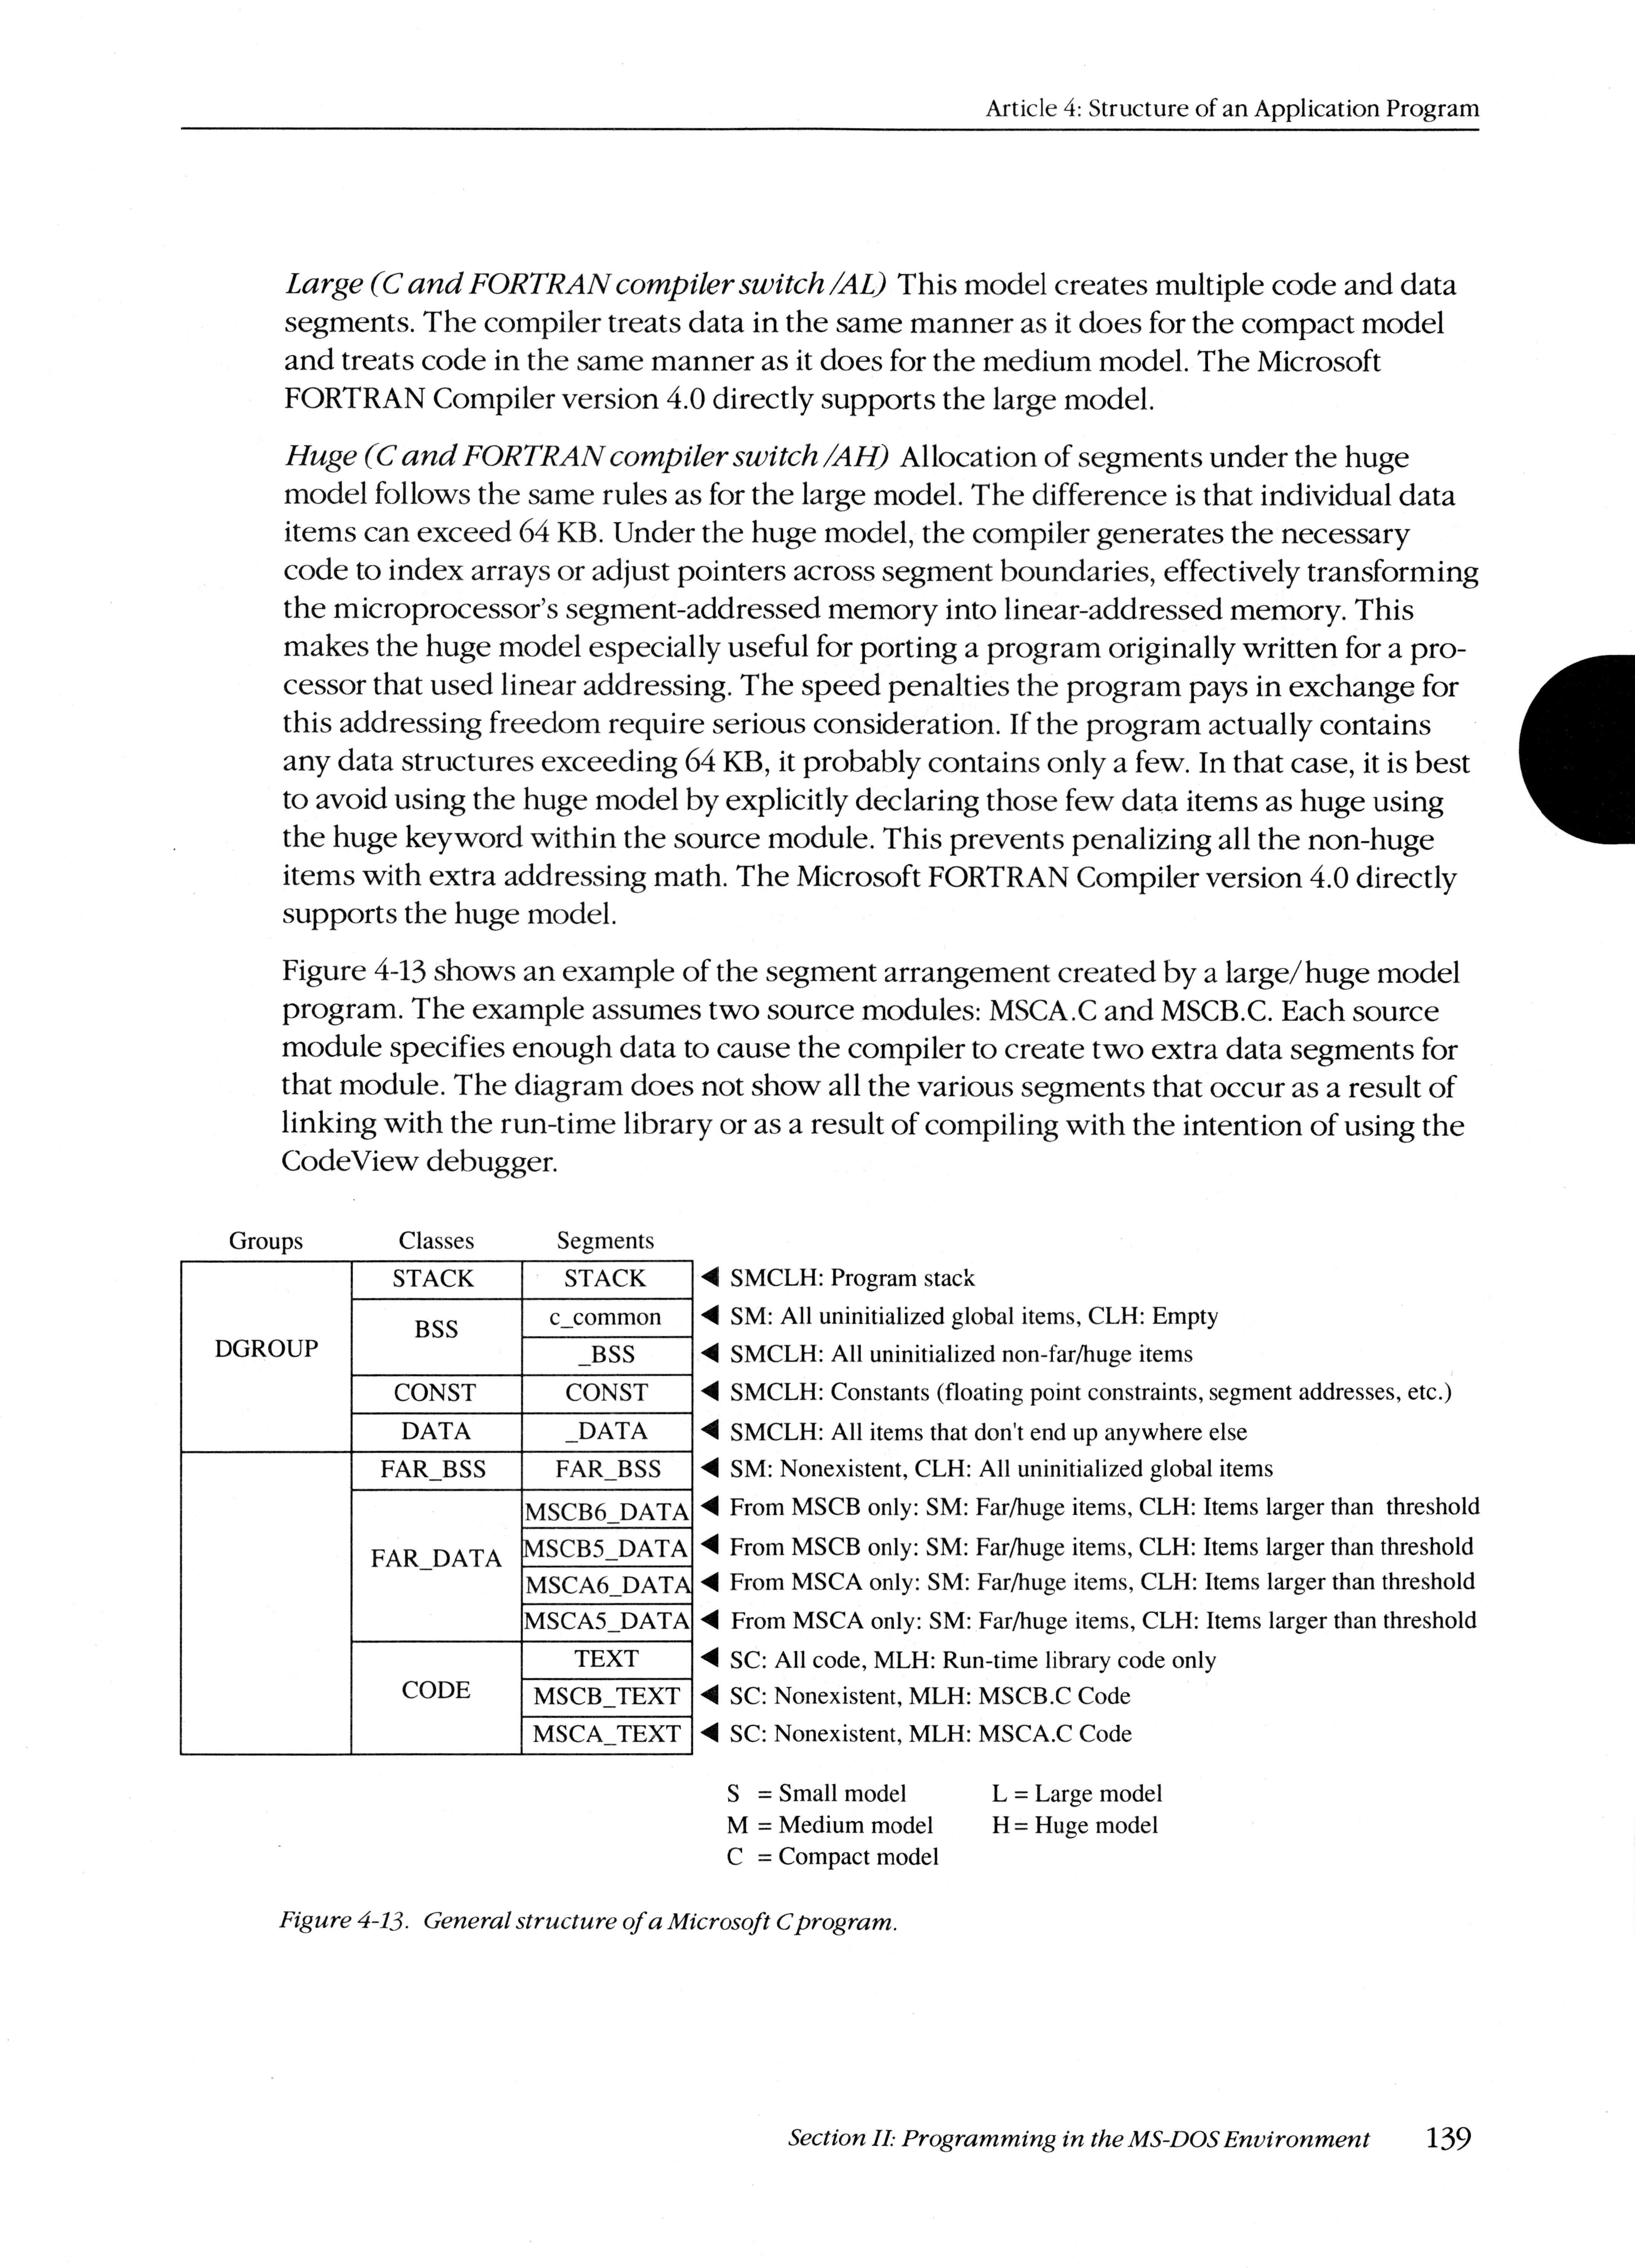 Article 4: Structure of an Application Program
Large (C and FORTRAN compiler switch /AL) This model creates multiple code and data
segments. The compiler treats data in the same manner as it does for the compact model
and treats code in the same manner as it does for the medium model. The Microsoft
FORTRAN Compiler version 4.0 directly supports the large model.
Huge (C and FORTRAN compiler switch /AH) Allocation of segments under the huge
model follows the same rules as for the large model. The difference is that individual data
items can exceed 64 KB. Under the huge model, the compiler generates the necessary
code to index arrays or adjust pointers across segment boundaries, effectively transforming
the microprocessor's segment-addressed memory into linear-addressed memory. This
makes the huge model especially useful for porting a program originally written for a pro-
cessor that used linear addressing. The speed penalties the program pays in exchange for
this addressing freedom require serious consideration. If the program actually contains
any data structures exceeding 64 KB, it probably contains only a few. In that case, it is best
to avoid using the huge model by explicitly declaring those few data items as huge using
the huge keyword within the source module. This prevents penalizing all the non-huge
items with extra addressing math. The Microsoft FORTRAN Compiler version 4.0 directly
supports the huge model.
Figure 4-13 shows an example of the segment arrangement created by a large/huge model
program. The example assumes two source modules: MSCA.C and MSCB.C. Each source
module specifies enough data to cause the compiler to create two extra data segments for
that module. The diagram does not show all the various segments that occur as a result of
linking with the run-time library or as a result of compiling with the intention of using the
CodeView debugger.
Groups Classes Segments
STACK STACK ◀ SMCLH: Program stack
BSS c_common ◀ SM: All uninitialized global items, CLH: Empty
DGROUP _BSS ◀ SMCLH: All uninitialized non-far/huge items
CONST CONST ◀ SMCLH: Constants (floating point constraints, segment addresses, etc.)
DATA _DATA ◀ SMCLH: All items that don't end up anywhere else
FAR_BSS FAR_BSS ◀ SM: Nonexistent, CLH: All uninitialized global items
MSCB6_DATA ◀ From MSCB only: SM: Far/huge items, CLH: Items larger than threshold
FAR_DATA MSCB5_DATA ◀ From MSCB only: SM: Far/huge items, CLH: Items larger than threshold
MSCA6_DATA ◀ From MSCA only: SM: Far/huge items, CLH: Items larger than threshold
MSCA5_DATA ◀ From MSCA only: SM: Far/huge items, CLH: Items larger than threshold
TEXT ◀ SC: All code, MLH: Run-time library code only
CODE MSCB_TEXT ◀ SC: Nonexistent, MLH: MSCB.C Code
MSCA_TEXT ◀ SC: Nonexistent, MLH: MSCA.C Code
S = Small model L = Large model
M = Medium model H = Huge model
C = Compact model
Figure 4-13. General structure of a Microsoft C program.
Section II: Programming in the MS-DOS Environment 139